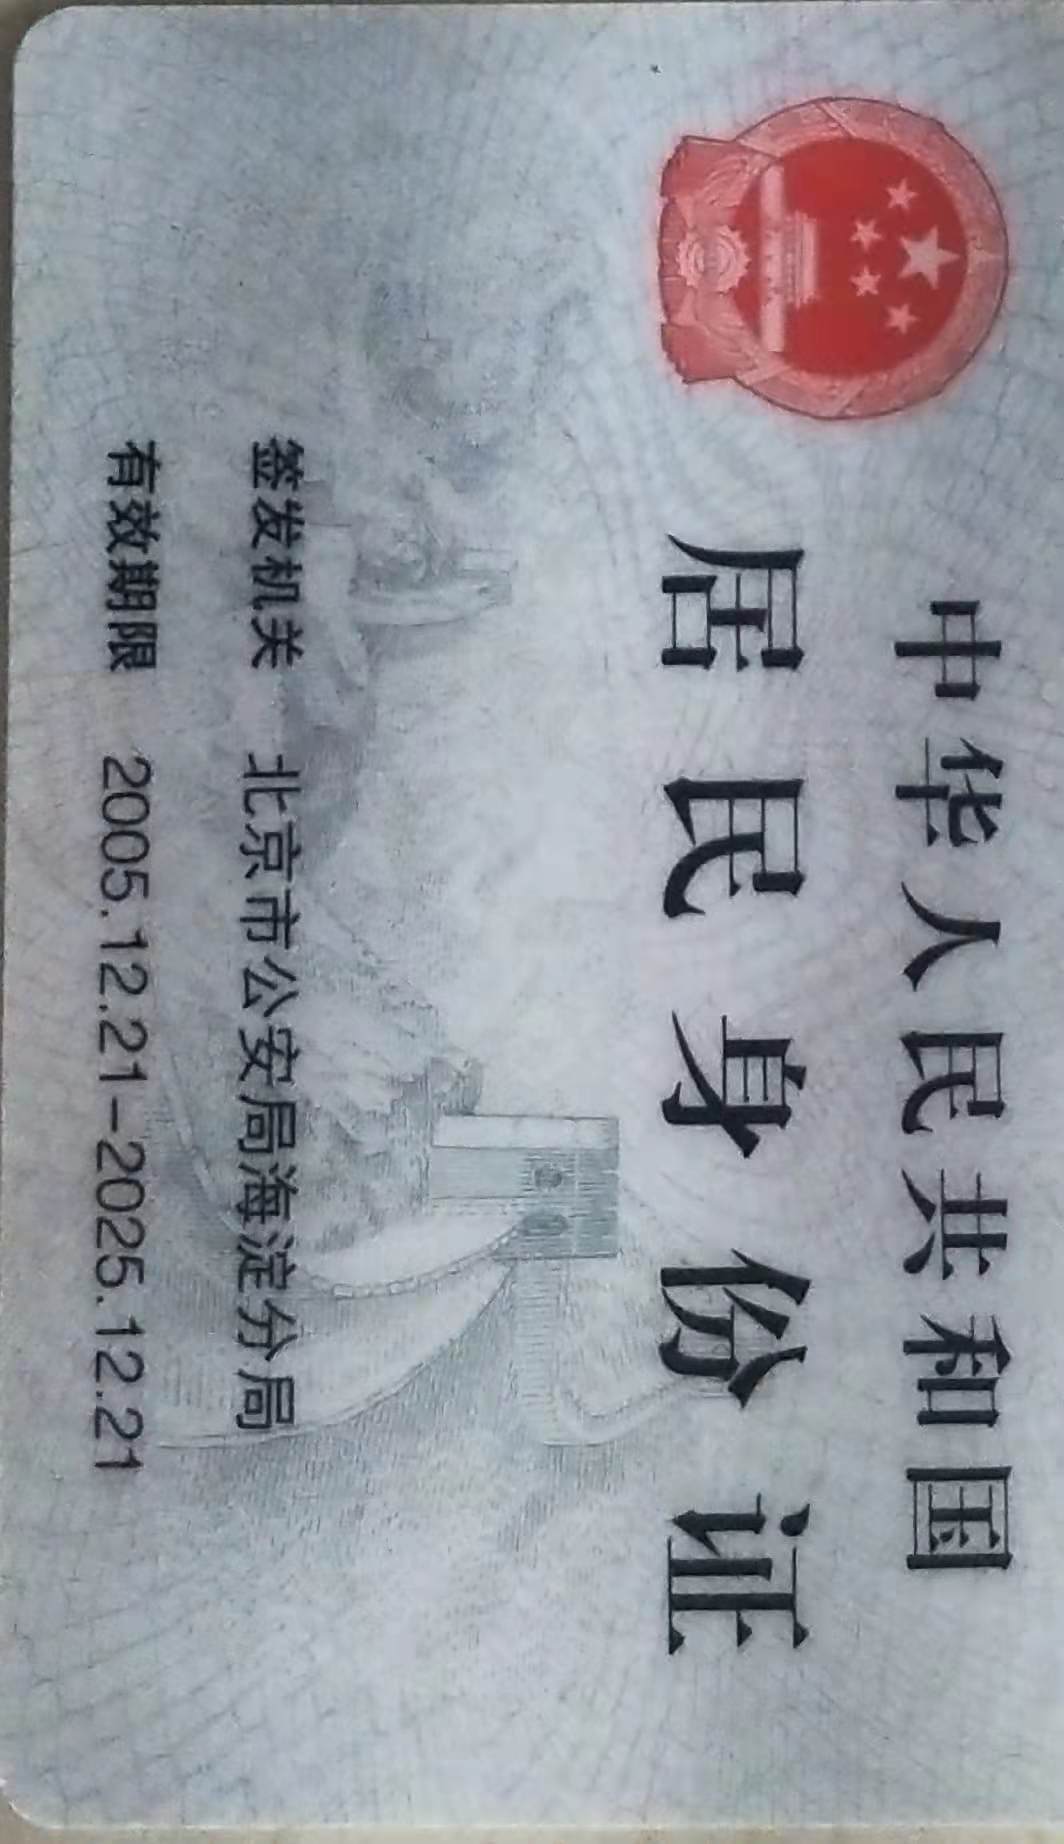 中华人民共和国
居民身份证
签发机关 北京市公安局海淀分局
有效期限 2005.12.21-2025.12.21